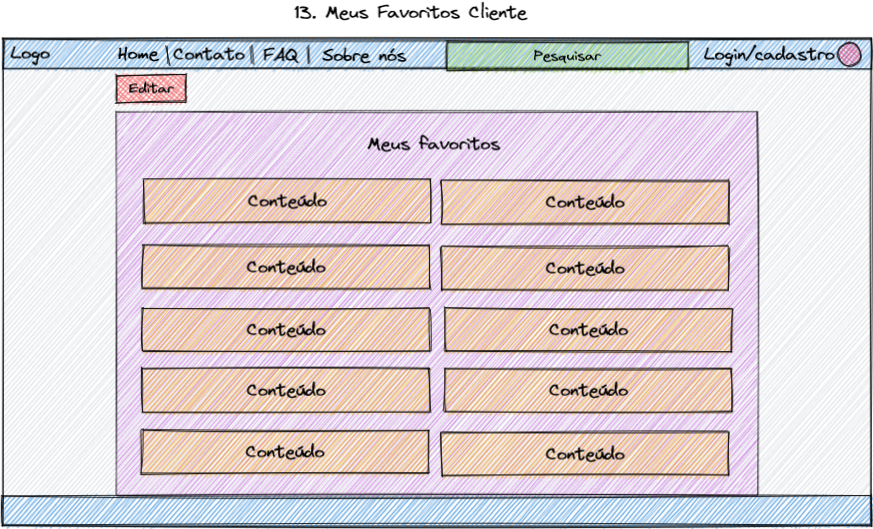 13. Meus Favoritos Cliente
Logo Home | Contato | FAQ | Sobre nós Pesquisar Login/cadastro
Editar
Meus favoritos
Conteúdo Conteúdo
Conteúdo Conteúdo
Conteúdo Conteúdo
Conteúdo Conteúdo
Conteúdo Conteúdo